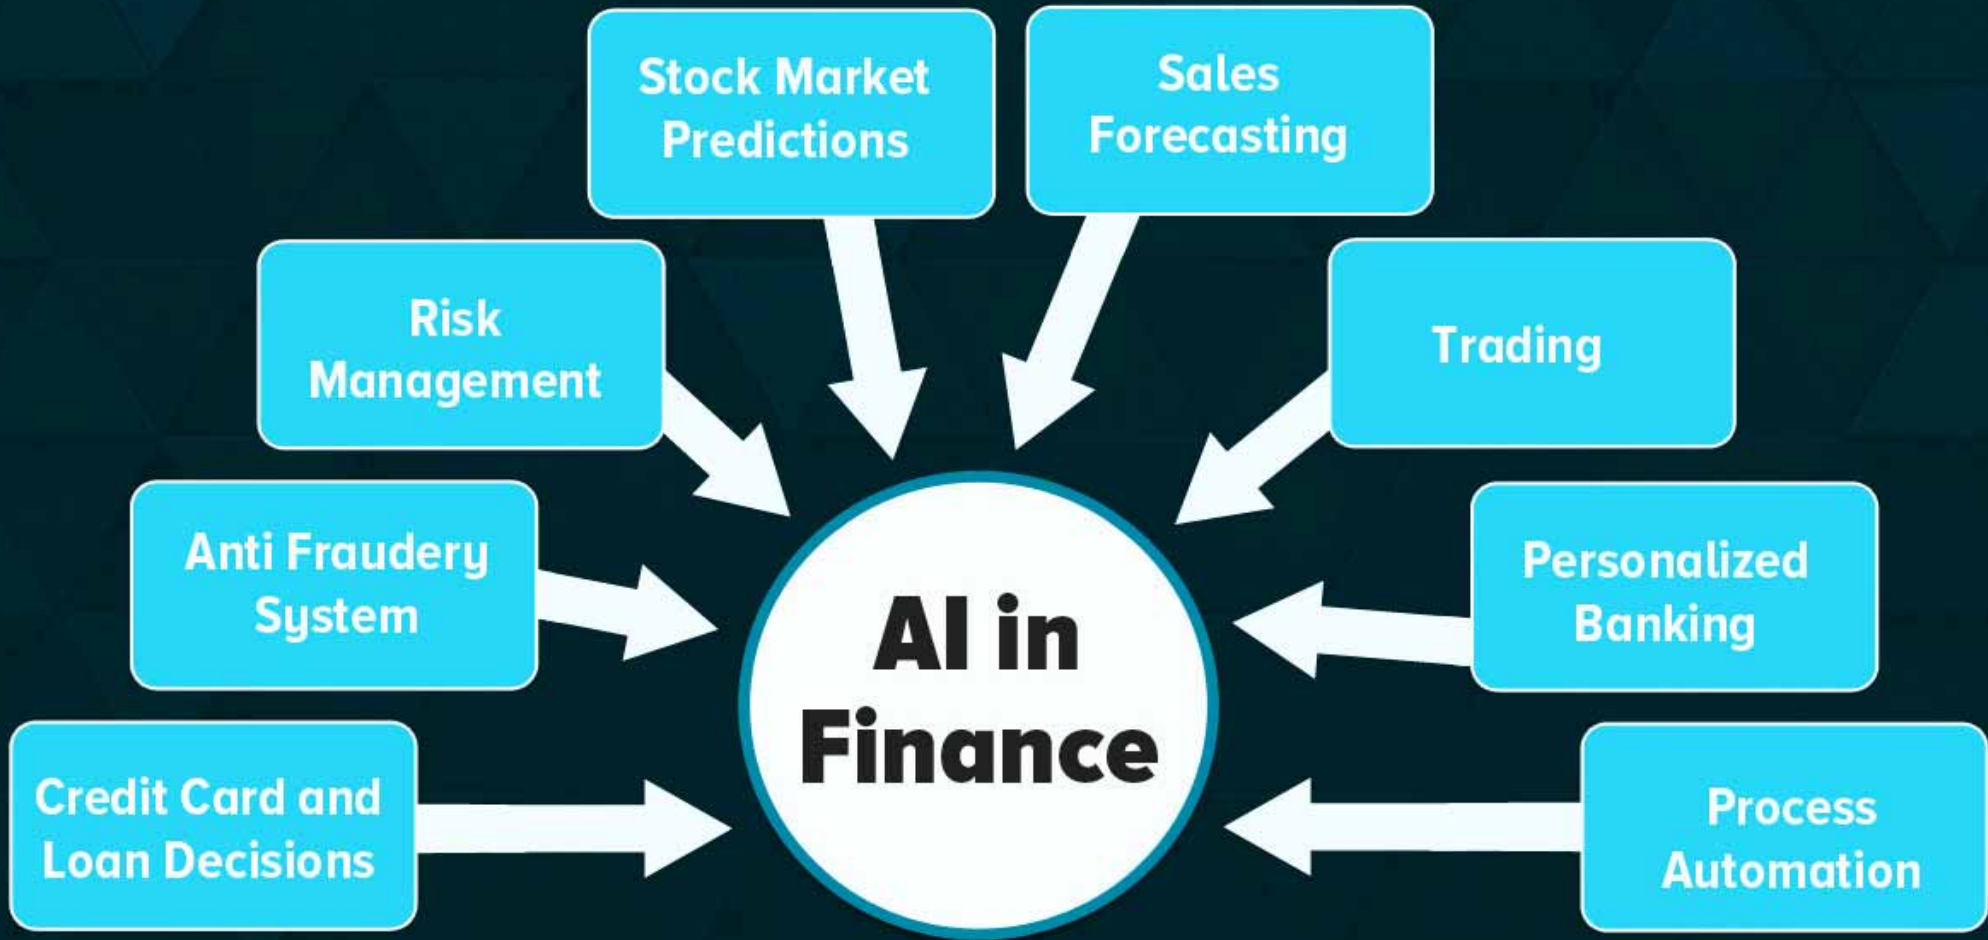 Stock Market
Predictions
Sales
Forecasting
Risk
Management
Trading
Anti Fraudery
System
Personalized
Banking
AI in
Finance
Credit Card and
Loan Decisions
Process
Automation